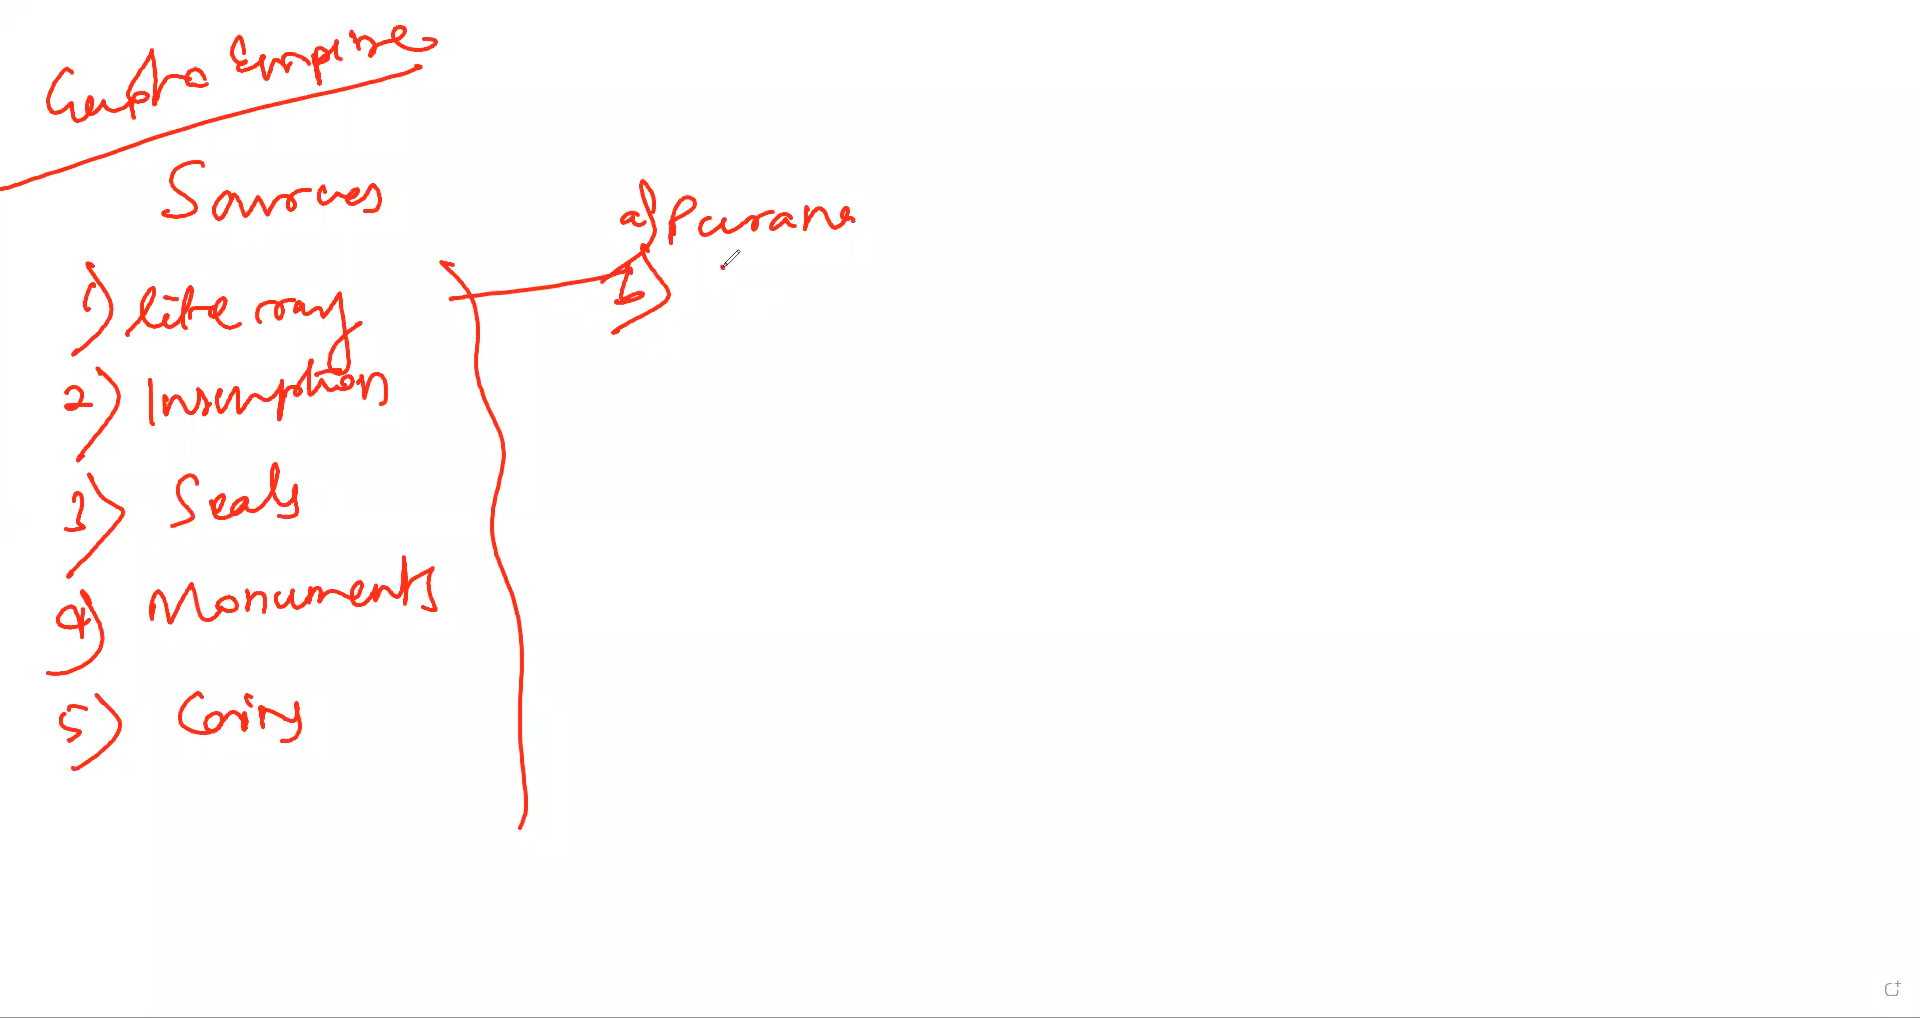 Gupta Empire
Sources
1) literary
2) Inscription
3) Seals
4) Monuments
5) Coins
a) Purana
b)